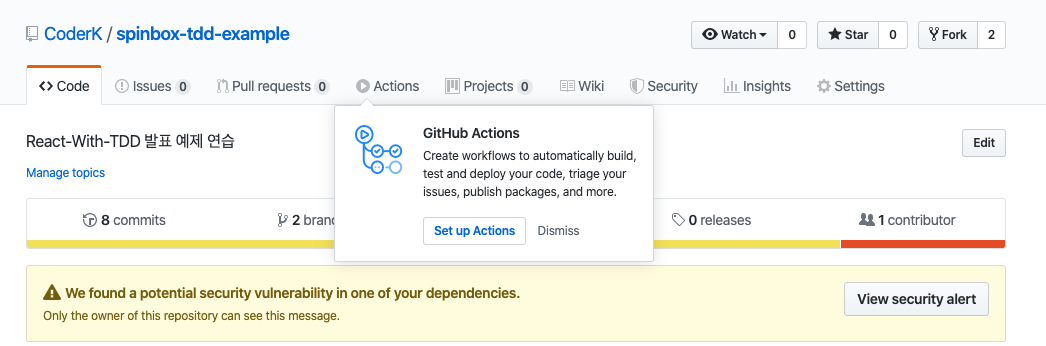 CoderK / spinbox-tdd-example
Watch 0 Star 0 Fork 2
Code Issues 0 Pull requests 0 Actions Projects 0 Wiki Security Insights Settings
GitHub Actions
Create workflows to automatically build,
test and deploy your code, triage your
issues, publish packages, and more.
Set up Actions Dismiss
React-With-TDD 발표 예제 연습
Edit
Manage topics
8 commits 2 0 releases 1 contributor
We found a potential security vulnerability in one of your dependencies.
Only the owner of this repository can see this message.
View security alert